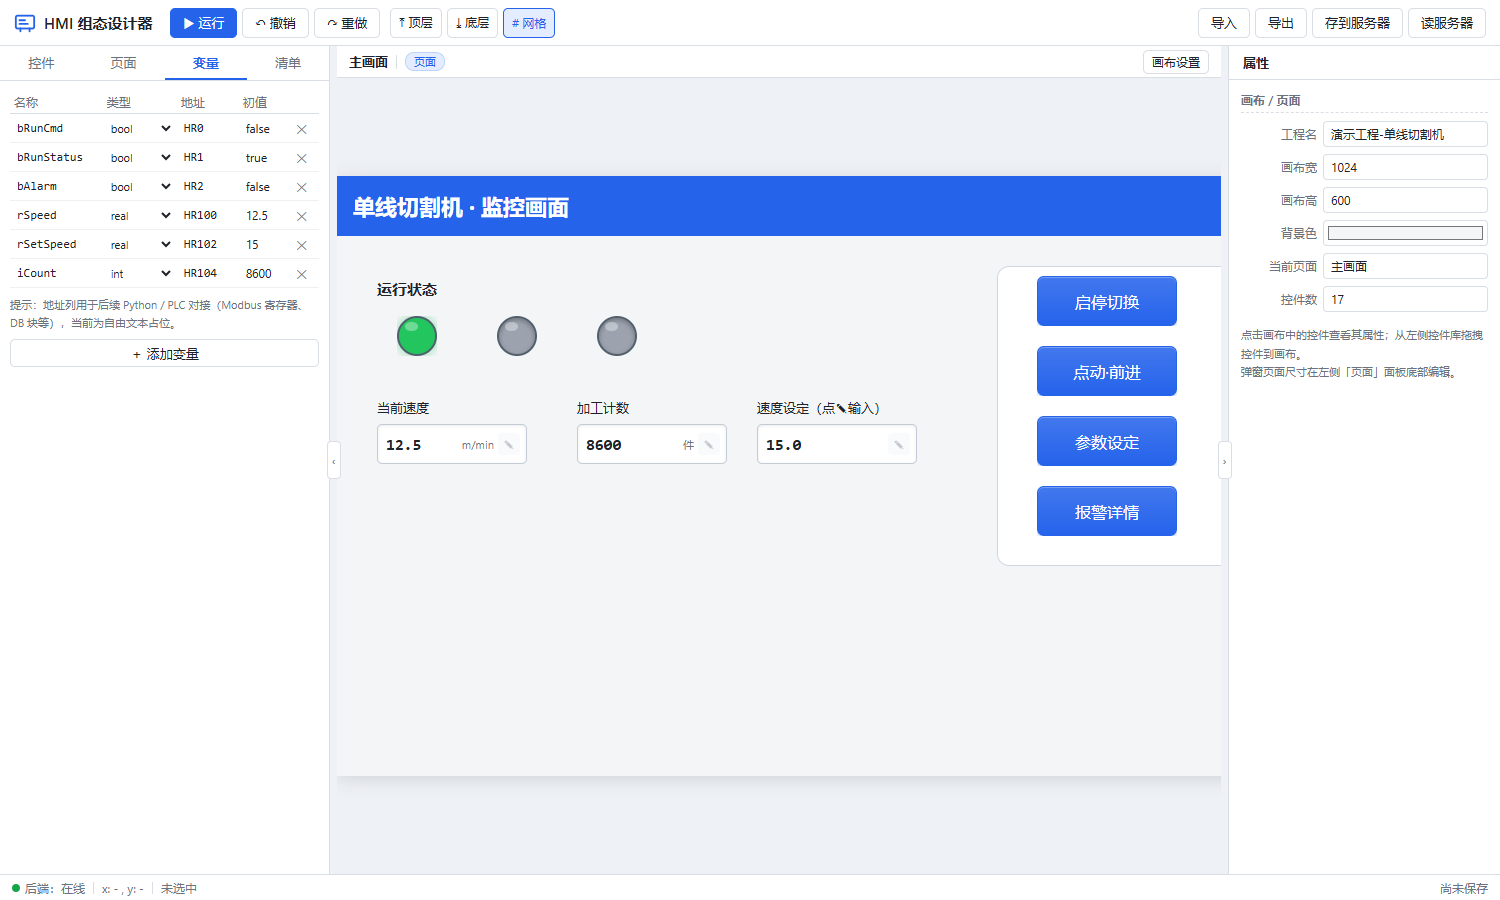 HMI 组态设计器
▶ 运行
↶ 撤销
↷ 重做
⤒ 顶层
⤓ 底层
# 网格
导入
导出
存到服务器
读服务器
控件
页面
变量
清单
名称 类型 地址 初值
bRunCmd bool HR0 false
bRunStatus bool HR1 true
bAlarm bool HR2 false
rSpeed real HR100 12.5
rSetSpeed real HR102 15
iCount int HR104 8600
提示：地址列用于后续 Python / PLC 对接（Modbus 寄存器、
DB 块等），当前为自由文本占位。
+ 添加变量
主画面
页面
画布设置
单线切割机 · 监控画面
运行状态
当前速度
加工计数
速度设定（点✎输入）
12.5 m/min
8600 件
15.0
启停切换
点动·前进
参数设定
报警详情
属性
画布 / 页面
工程名 演示工程-单线切割机
画布宽 1024
画布高 600
背景色
当前页面 主画面
控件数 17
点击画布中的控件查看其属性；从左侧控件库拖拽
控件到画布。
弹窗页面尺寸在左侧「页面」面板底部编辑。
后端：在线
x: - , y: -
未选中
尚未保存